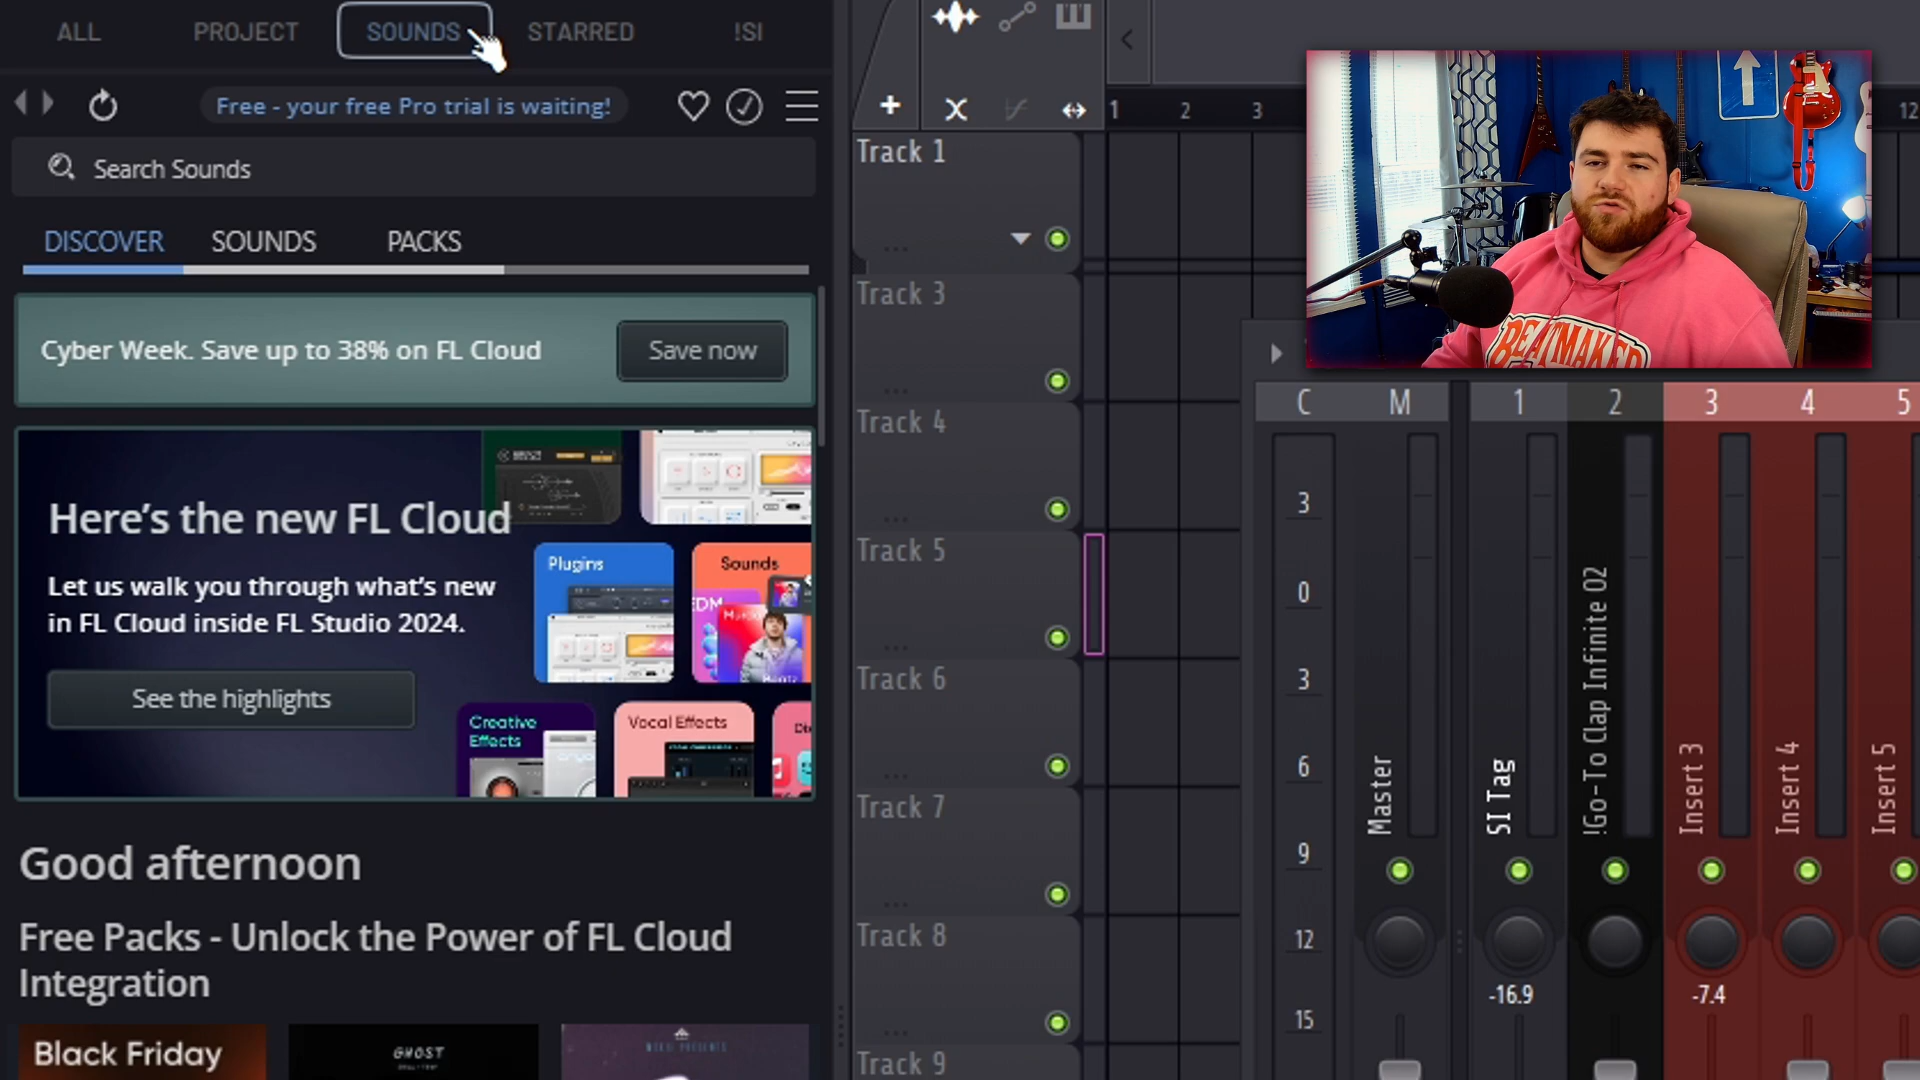 ALL PROJECT SOUNDS STARRED !SI
Free - your free Pro trial is waiting!
Search Sounds
DISCOVER SOUNDS PACKS
Cyber Week. Save up to 38% on FL Cloud
Save now
Here's the new FL Cloud
Let us walk you through what's new
in FL Cloud inside FL Studio 2024.
See the highlights
Plugins
Sounds
EDM
Creative
Effects
Vocal Effects
Good afternoon
Free Packs - Unlock the Power of FL Cloud
Integration
Black Friday
GHOST
1 2 3 12
Track 1
Track 3
Track 4
Track 5
Track 6
Track 7
Track 8
Track 9
BEATMAKER
C M 1 2 3 4 5
3
0
3
6
9
12
15
Master
SI Tag
!Go-To Clap Infinite 02
Insert 3
Insert 4
Insert 5
-16.9
-7.4